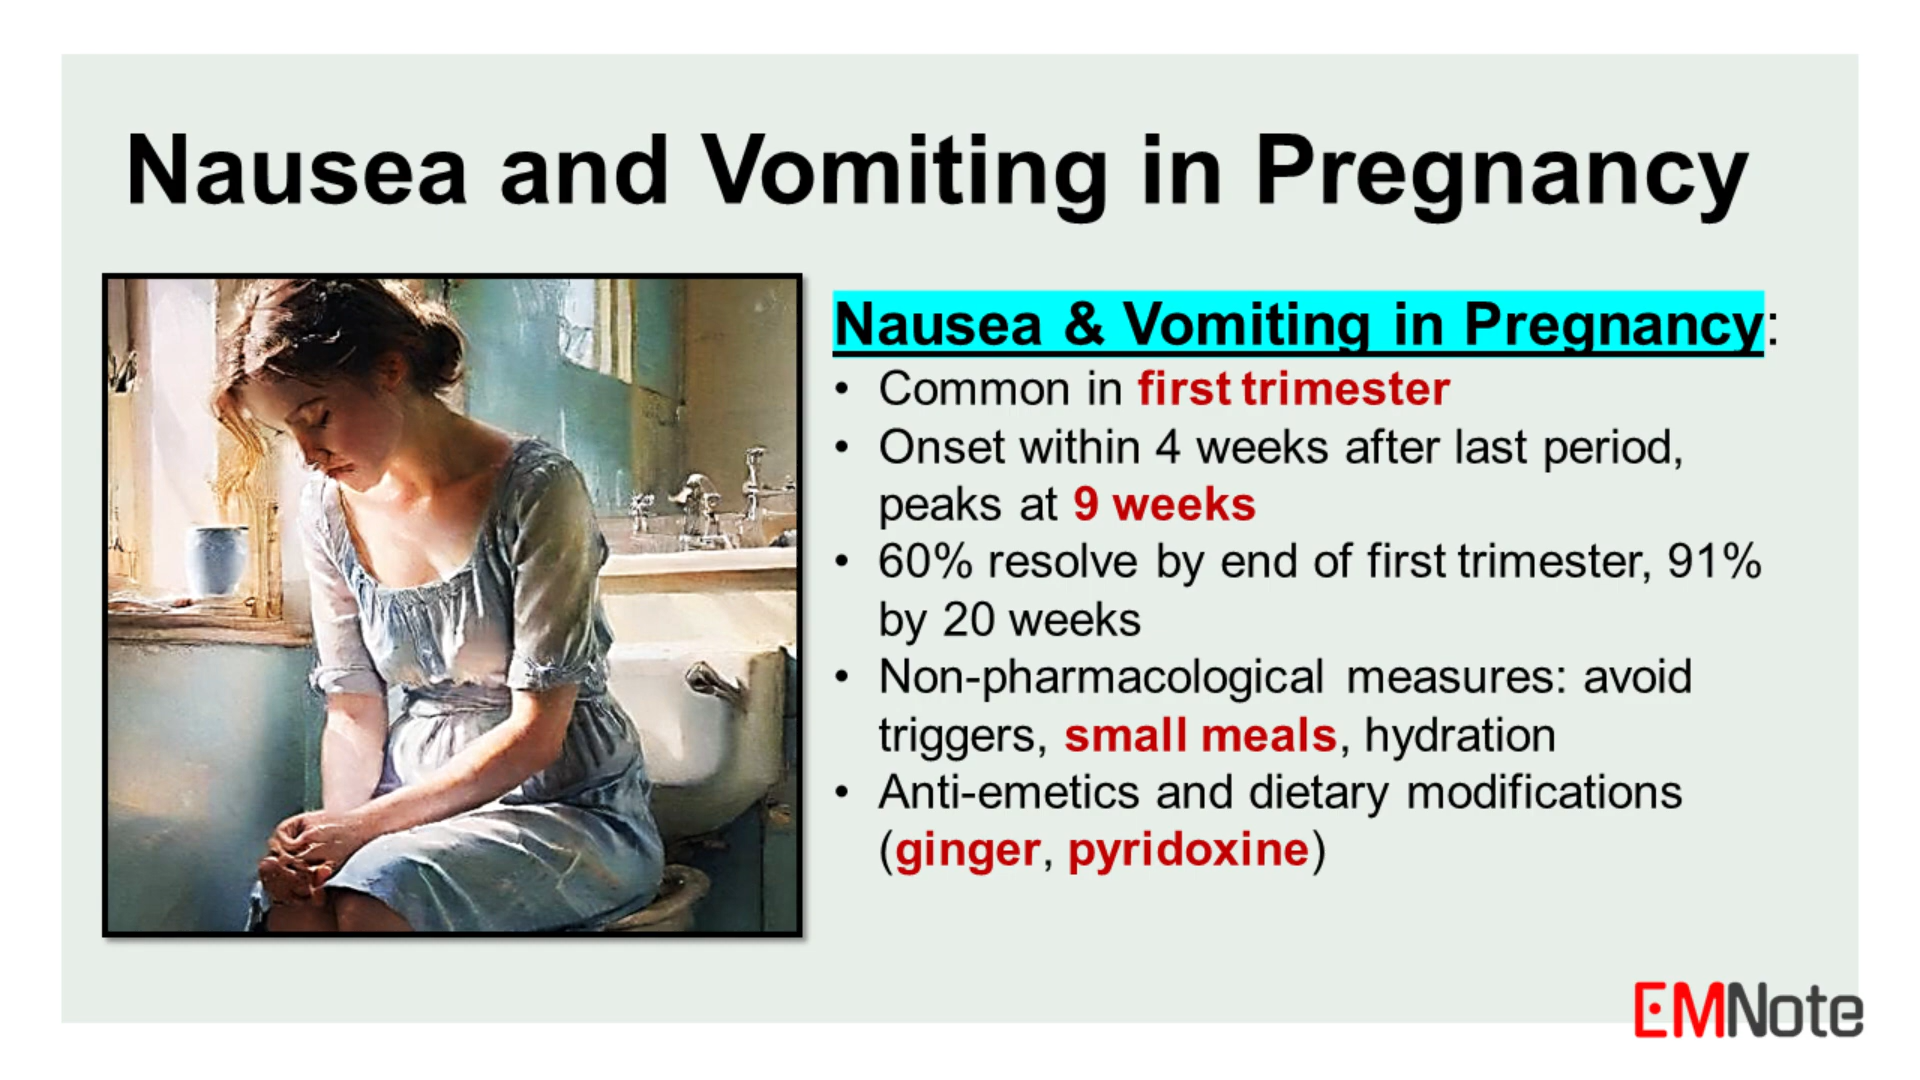 Nausea and Vomiting in Pregnancy
Nausea & Vomiting in Pregnancy:
• Common in first trimester
• Onset within 4 weeks after last period,
peaks at 9 weeks
• 60% resolve by end of first trimester, 91%
by 20 weeks
• Non-pharmacological measures: avoid
triggers, small meals, hydration
• Anti-emetics and dietary modifications
(ginger, pyridoxine)
EMNote